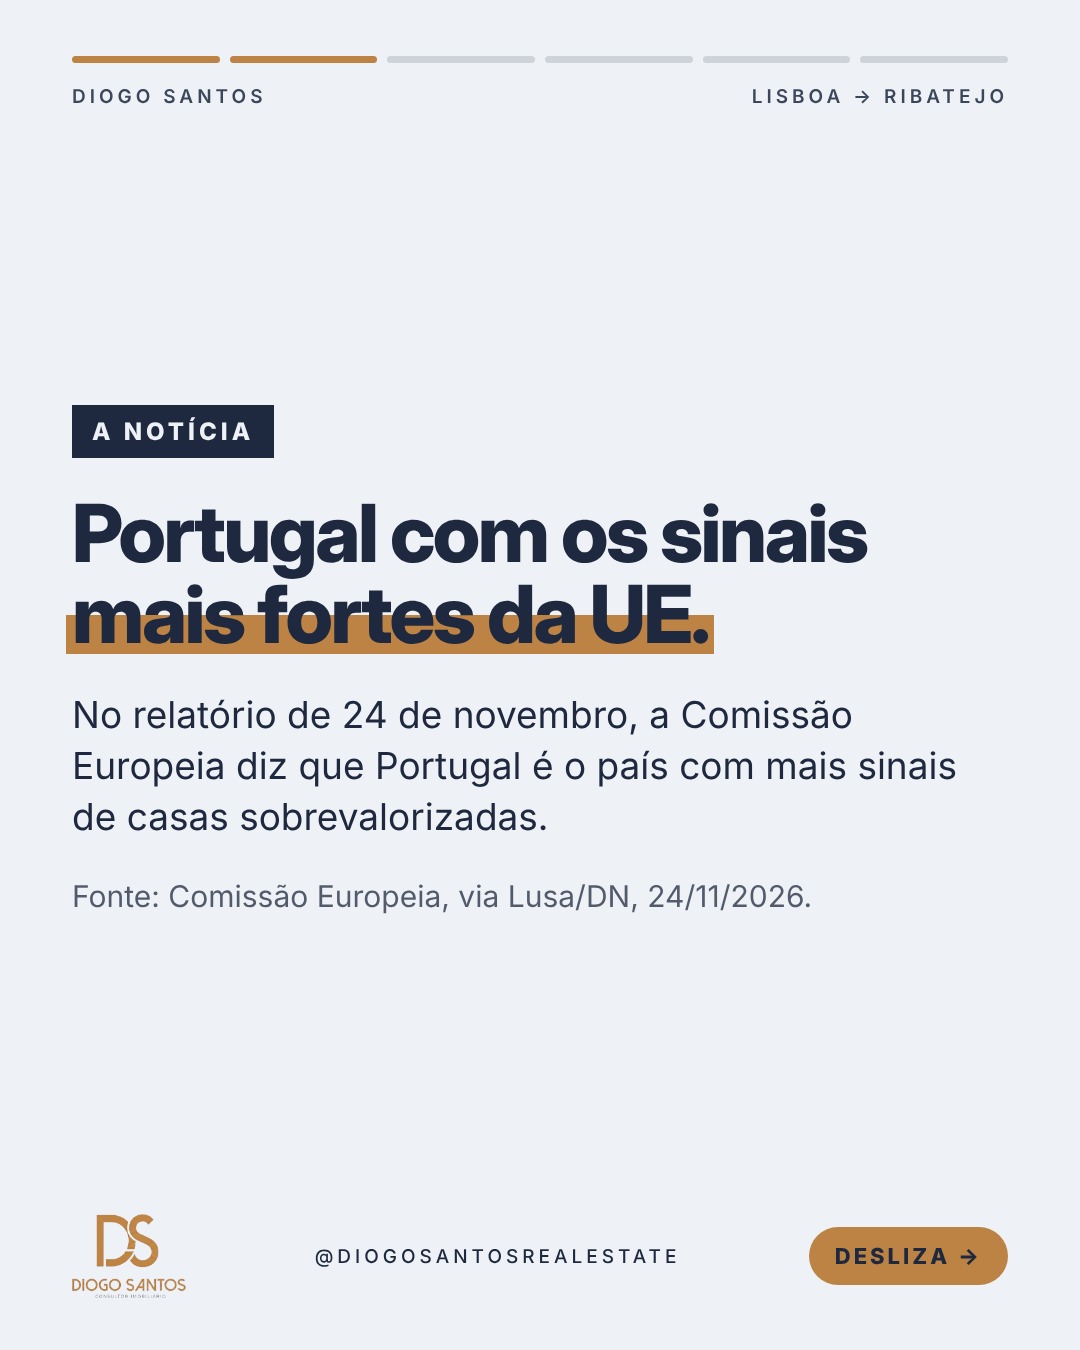 DIOGO SANTOS
LISBOA → RIBATEJO
A NOTÍCIA
Portugal com os sinais
mais fortes da UE.
No relatório de 24 de novembro, a Comissão
Europeia diz que Portugal é o país com mais sinais
de casas sobrevalorizadas.
Fonte: Comissão Europeia, via Lusa/DN, 24/11/2026.
DS
DIOGO SANTOS
CONSULTOR IMOBILIÁRIO
@DIOGOSANTOSREALESTATE
DESLIZA →